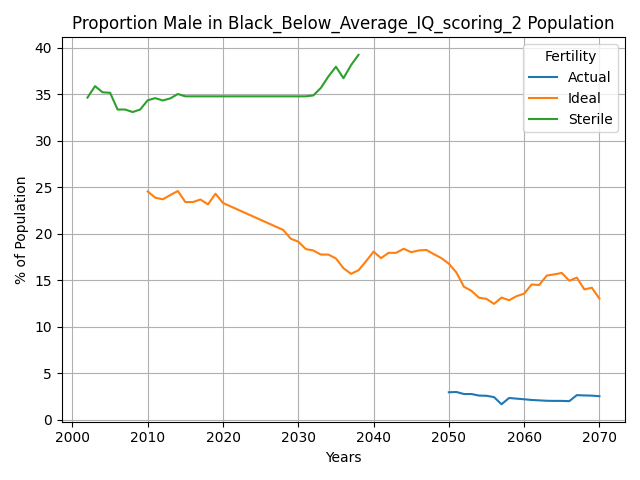 Proportion Male in Black_Below_Average_IQ_scoring_2 Population
Fertility
Actual
Ideal
Sterile
% of Population
40
35
30
25
20
15
10
5
0
2000 2010 2020 2030 2040 2050 2060 2070
Years